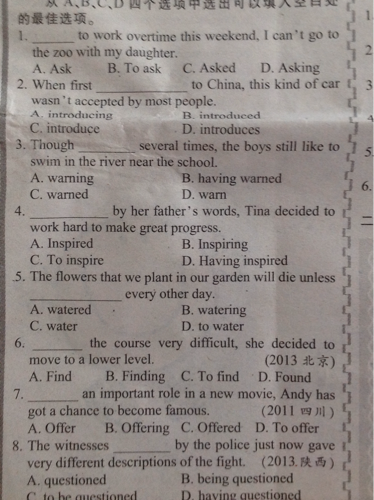 从 A、B、C、D 四个选项中选出可以填入空白处
的最佳选项。
1. ______ to work overtime this weekend, I can't go to
the zoo with my daughter.
A. Ask B. To ask C. Asked D. Asking
2. When first ______ to China, this kind of car
wasn't accepted by most people.
A. introducing B. introduced
C. introduce D. introduces
3. Though ______ several times, the boys still like to
swim in the river near the school.
A. warning B. having warned
C. warned D. warn
4. ______ by her father's words, Tina decided to
work hard to make great progress.
A. Inspired B. Inspiring
C. To inspire D. Having inspired
5. The flowers that we plant in our garden will die unless
______ every other day.
A. watered B. watering
C. water D. to water
6. ______ the course very difficult, she decided to
move to a lower level. (2013 北京)
A. Find B. Finding C. To find D. Found
7. ______ an important role in a new movie, Andy has
got a chance to become famous. (2011 四川)
A. Offer B. Offering C. Offered D. To offer
8. The witnesses ______ by the police just now gave
very different descriptions of the fight. (2013.陕西)
A. questioned B. being questioned
C. to be questioned D. having questioned
1.
2
3
5.
6.
二